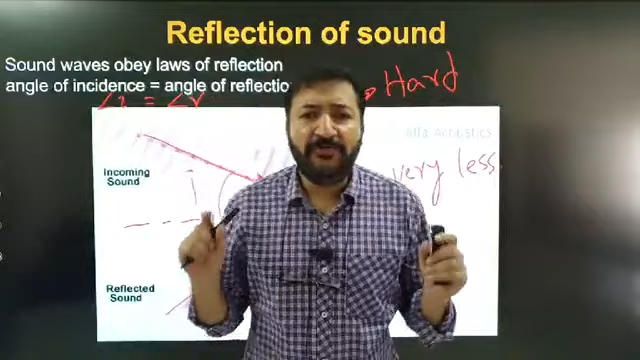 Reflection of sound
Sound waves obey laws of reflection
angle of incidence = angle of reflectio
∠i = ∠r
Hard
Acoustics
very less
Incoming
Sound
i
Reflected
Sound